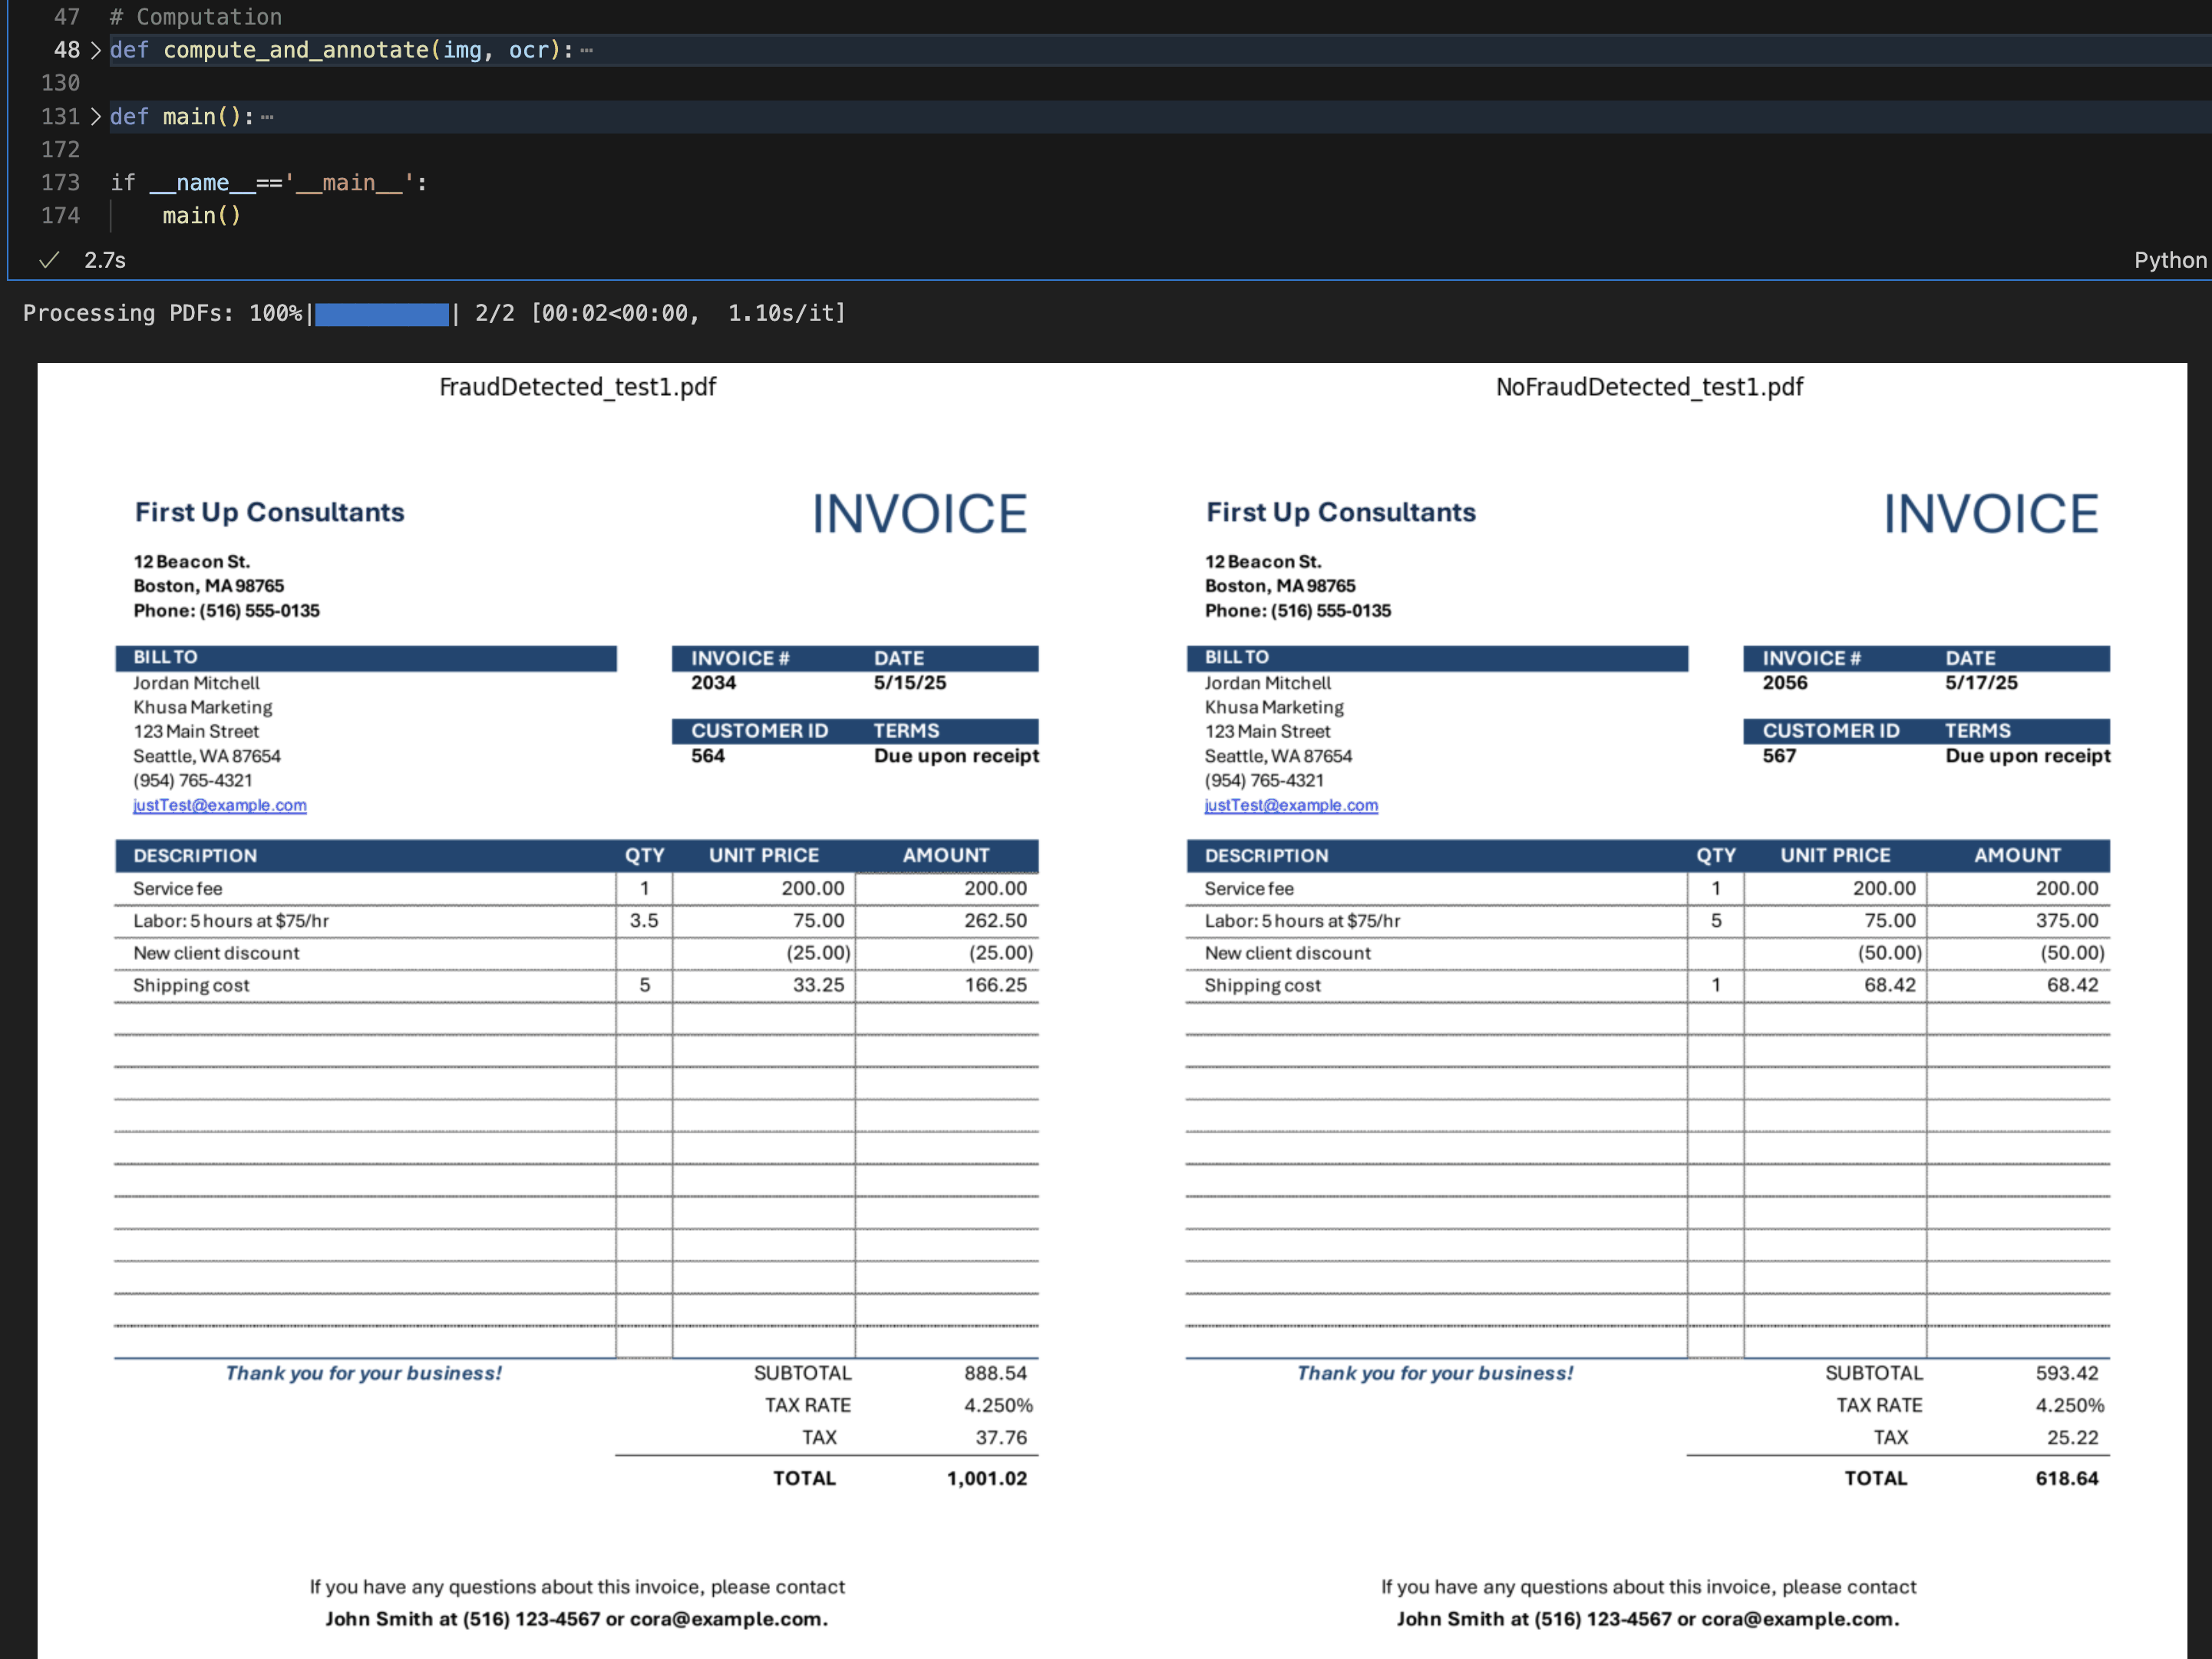 47 # Computation
48 def compute_and_annotate(img, ocr):…
130
131 def main():…
172
173 if __name__=='__main__':
174 main()
2.7s
Python
Processing PDFs: 100%| | 2/2 [00:02<00:00, 1.10s/it]
FraudDetected_test1.pdf
First Up Consultants
INVOICE
12 Beacon St.
Boston, MA 98765
Phone: (516) 555-0135
BILL TO
INVOICE # DATE
Jordan Mitchell
2034 5/15/25
Khusa Marketing
123 Main Street
CUSTOMER ID TERMS
Seattle, WA 87654
564 Due upon receipt
(954) 765-4321
justTest@example.com
DESCRIPTION QTY UNIT PRICE AMOUNT
Service fee 1 200.00 200.00
Labor: 5 hours at $75/hr 3.5 75.00 262.50
New client discount (25.00) (25.00)
Shipping cost 5 33.25 166.25
Thank you for your business! SUBTOTAL 888.54
TAX RATE 4.250%
TAX 37.76
TOTAL 1,001.02
If you have any questions about this invoice, please contact
John Smith at (516) 123-4567 or cora@example.com.
NoFraudDetected_test1.pdf
First Up Consultants
INVOICE
12 Beacon St.
Boston, MA 98765
Phone: (516) 555-0135
BILL TO
INVOICE # DATE
Jordan Mitchell
2056 5/17/25
Khusa Marketing
123 Main Street
CUSTOMER ID TERMS
Seattle, WA 87654
567 Due upon receipt
(954) 765-4321
justTest@example.com
DESCRIPTION QTY UNIT PRICE AMOUNT
Service fee 1 200.00 200.00
Labor: 5 hours at $75/hr 5 75.00 375.00
New client discount (50.00) (50.00)
Shipping cost 1 68.42 68.42
Thank you for your business! SUBTOTAL 593.42
TAX RATE 4.250%
TAX 25.22
TOTAL 618.64
If you have any questions about this invoice, please contact
John Smith at (516) 123-4567 or cora@example.com.